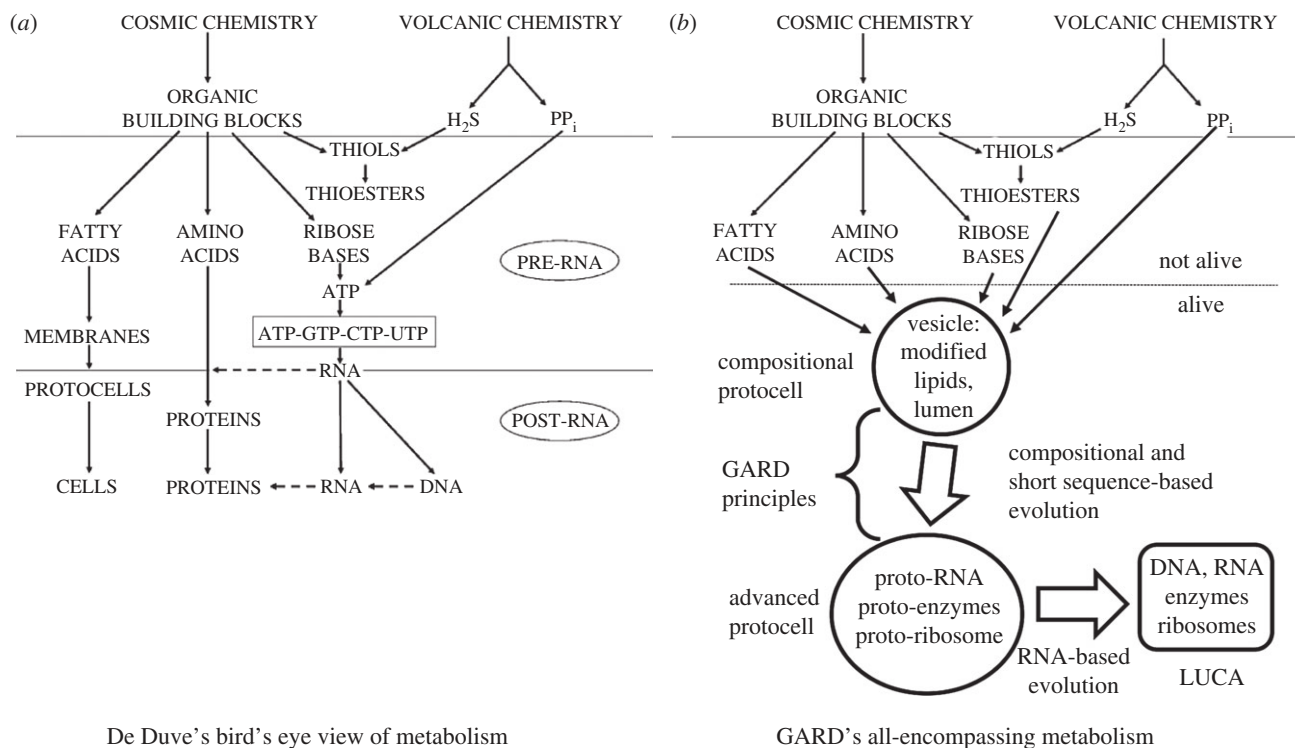 (a)
COSMIC CHEMISTRY
VOLCANIC CHEMISTRY
ORGANIC
BUILDING BLOCKS
H₂S
PPᵢ
THIOLS
THIOESTERS
FATTY
ACIDS
AMINO
ACIDS
RIBOSE
BASES
PRE-RNA
ATP
ATP-GTP-CTP-UTP
MEMBRANES
RNA
PROTOCELLS
PROTEINS
POST-RNA
CELLS
PROTEINS
RNA
DNA
De Duve's bird's eye view of metabolism
(b)
COSMIC CHEMISTRY
VOLCANIC CHEMISTRY
ORGANIC
BUILDING BLOCKS
H₂S
PPᵢ
THIOLS
THIOESTERS
FATTY
ACIDS
AMINO
ACIDS
RIBOSE
BASES
not alive
alive
vesicle:
modified
lipids,
lumen
compositional
protocell
GARD
principles
compositional and
short sequence-based
evolution
advanced
protocell
proto-RNA
proto-enzymes
proto-ribosome
RNA-based
evolution
DNA, RNA
enzymes
ribosomes
LUCA
GARD's all-encompassing metabolism